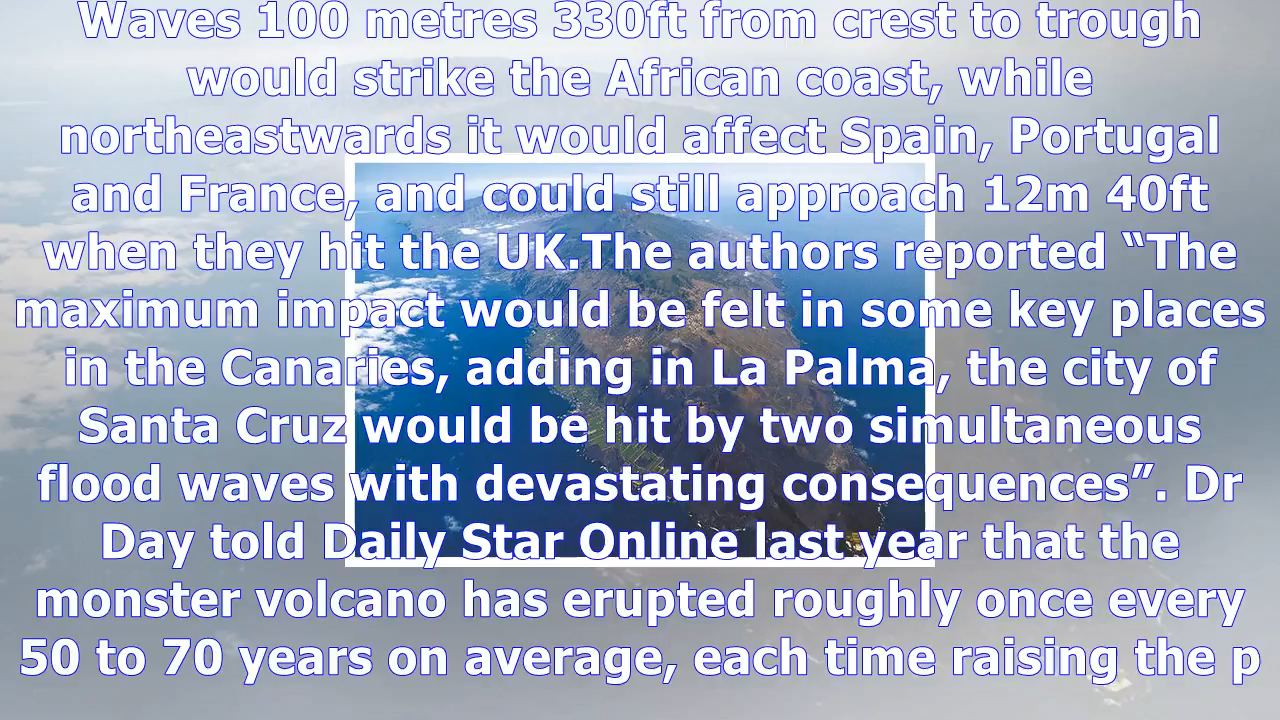 Waves 100 metres 330ft from crest to trough
would strike the African coast, while
northeastwards it would affect Spain, Portugal
and France, and could still approach 12m 40ft
when they hit the UK.The authors reported “The
maximum impact would be felt in some key places
in the Canaries, adding in La Palma, the city of
Santa Cruz would be hit by two simultaneous
flood waves with devastating consequences”. Dr
Day told Daily Star Online last year that the
monster volcano has erupted roughly once every
50 to 70 years on average, each time raising the p